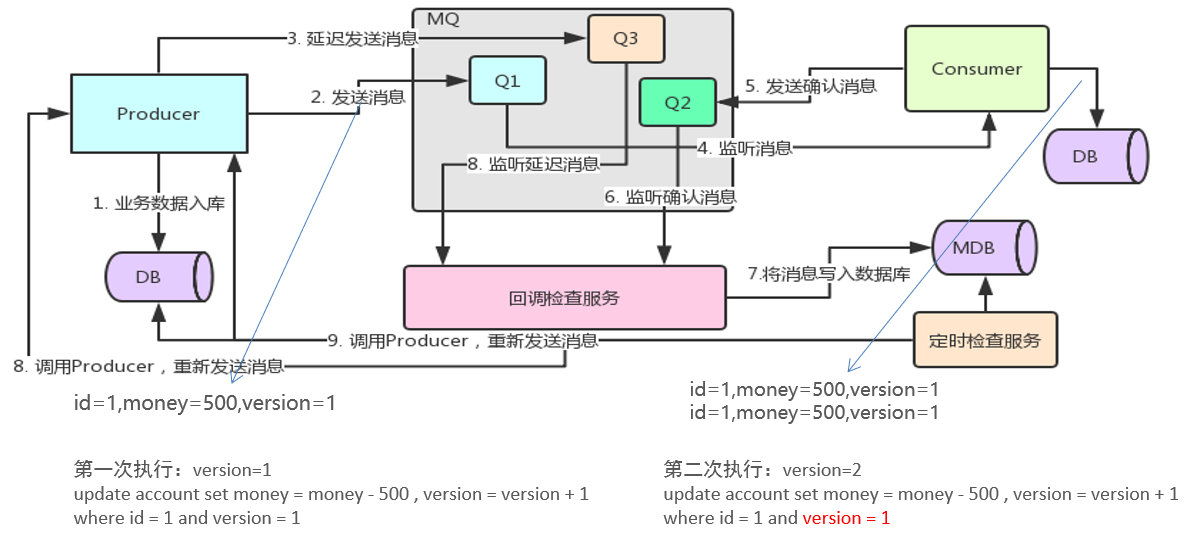 MQ
3. 延迟发送消息
Q3
Q1
Consumer
5. 发送确认消息
2. 发送消息
Q2
Producer
4. 监听消息
DB
8. 监听延迟消息
6. 监听确认消息
1. 业务数据入库
MDB
7.将消息写入数据库
DB
回调检查服务
9. 调用Producer，重新发送消息
定时检查服务
8. 调用Producer，重新发送消息
id=1,money=500,version=1
id=1,money=500,version=1
id=1,money=500,version=1
第一次执行：version=1
update account set money = money - 500 , version = version + 1
where id = 1 and version = 1
第二次执行：version=2
update account set money = money - 500 , version = version + 1
where id = 1 and version = 1